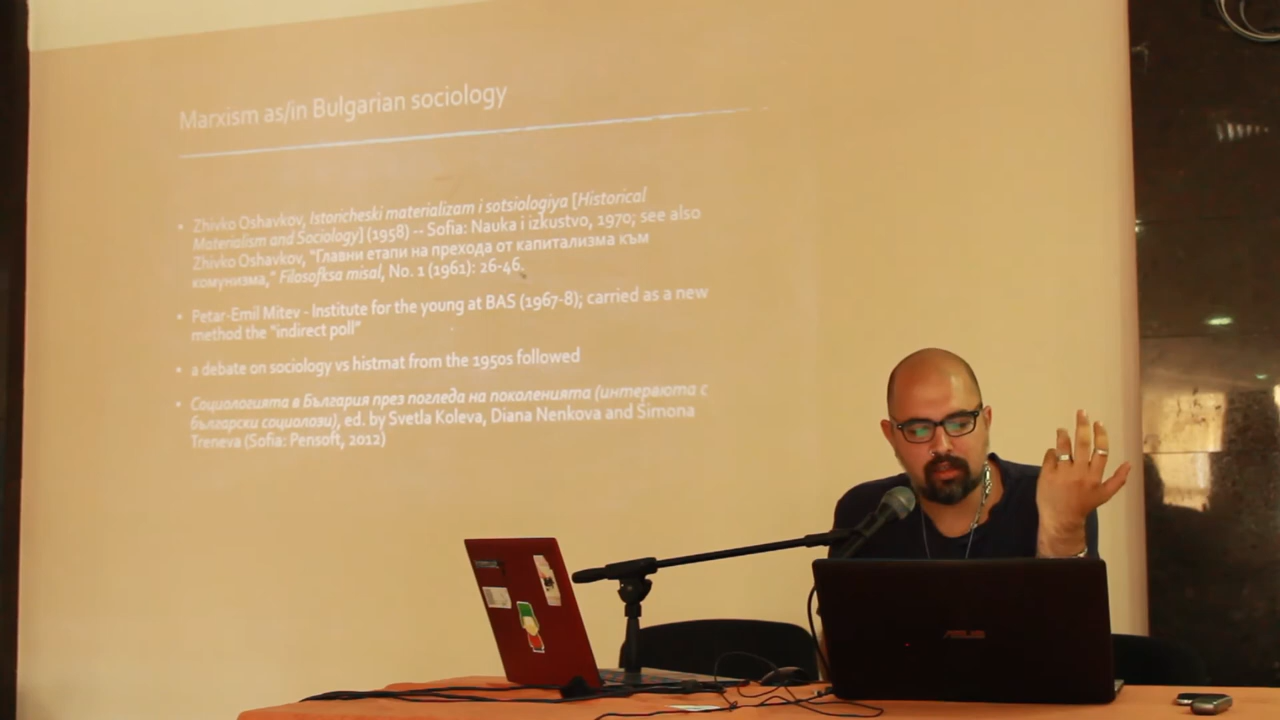 Marxism as/in Bulgarian sociology
Zhivko Oshavkov, Istoricheski materializam i sotsiologiya [Historical
Materialism and Sociology] (1958) -- Sofia: Nauka i izkustvo, 1970; see also
Zhivko Oshavkov, "Главни етапи на прехода от капитализма към
комунизма," Filosofksa misal, No. 1 (1961): 26-46.
Petar-Emil Mitev - Institute for the young at BAS (1967-8); carried as a new
method the "indirect poll"
a debate on sociology vs histmat from the 1950s followed
Социологията в България през погледа на поколенията (интервюта с
български социолози), ed. by Svetla Koleva, Diana Nenkova and Simona
Treneva (Sofia: Pensoft, 2012)
ASUS